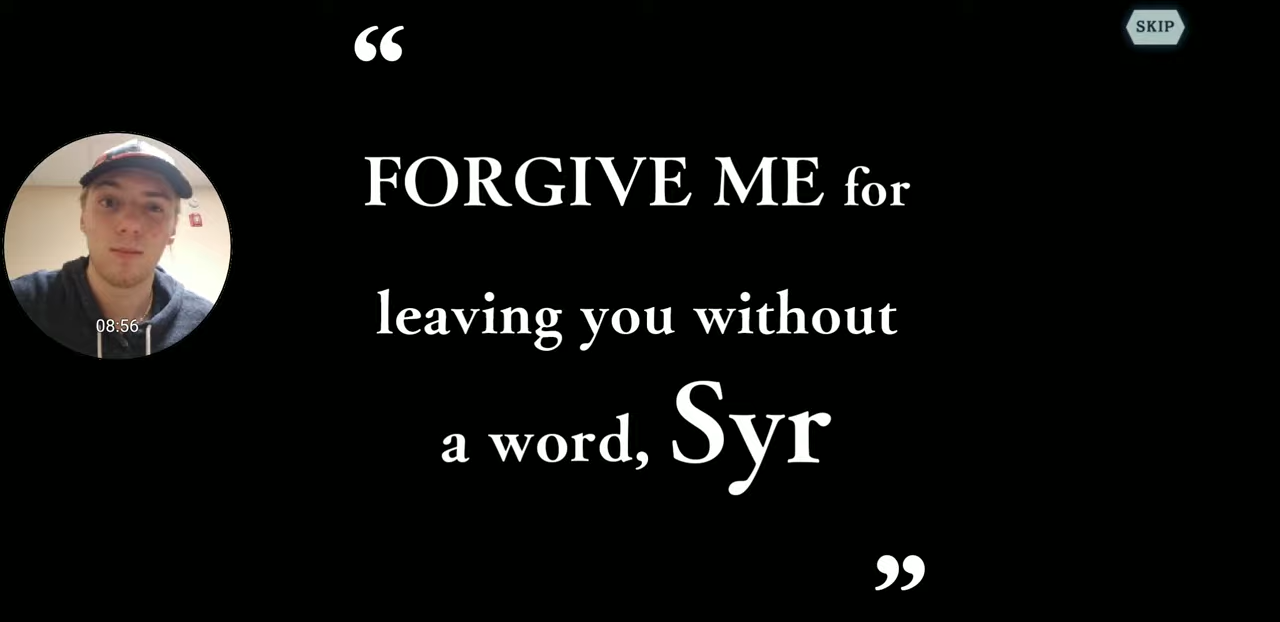 “
SKIP
FORGIVE ME for
leaving you without
a word, Syr
”
08:56